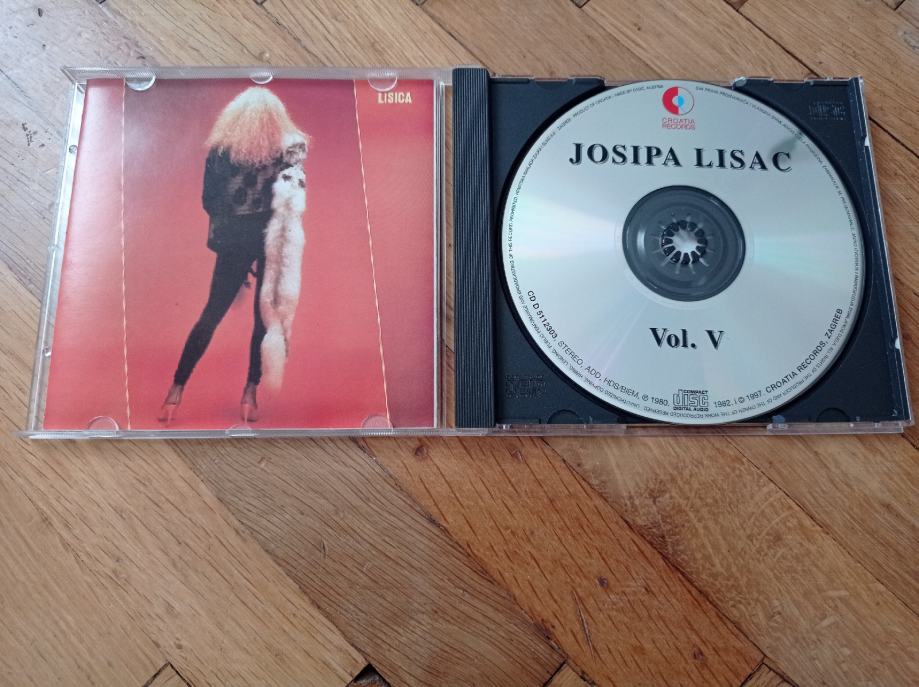 LISICA
CROATIA
RECORDS
JOSIPA LISAC
Vol. V
CD D 5112303, STEREO, ADD, HDS/BIEM, ℗ 1980, 1982. i © 1997. CROATIA RECORDS, ZAGREB
COMPACT
disc
DIGITAL AUDIO